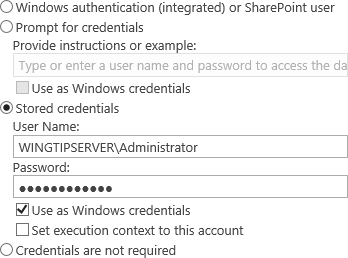 Windows authentication (integrated) or SharePoint user
Prompt for credentials
Provide instructions or example:
Type or enter a user name and password to access the da
Use as Windows credentials
Stored credentials
User Name:
WINGTIPSERVER\Administrator
Password:
●●●●●●●●●●●●
Use as Windows credentials
Set execution context to this account
Credentials are not required